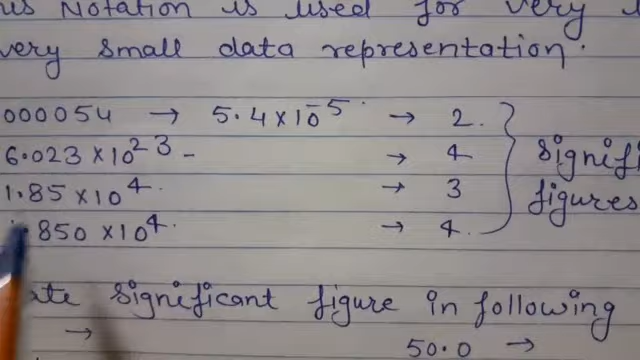 Notation is used for very
very small data representation.
000054 → 5.4×10⁻⁵ → 2.
6.023×10²³ – → 4
1.85×10⁴. → 3
.850×10⁴. → 4.
figures
significant figure in following
→ 50.0 →